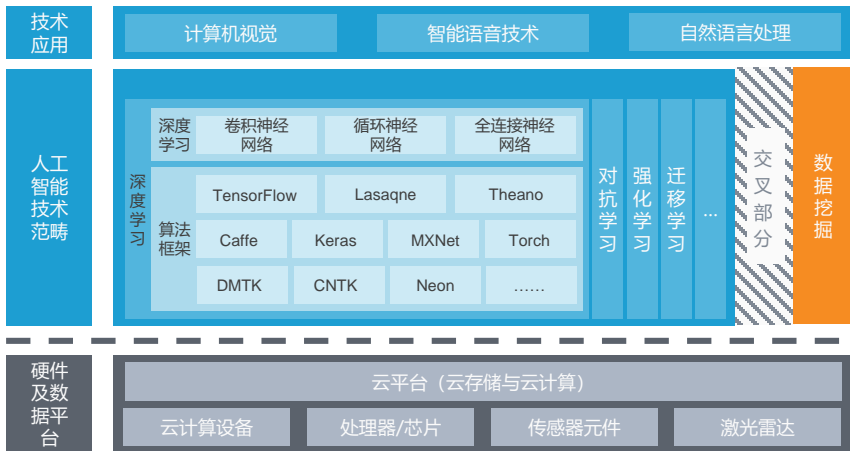 技术
应用
计算机视觉
智能语音技术
自然语言处理
人工
智能
技术
范畴
深度学习
深度
学习
卷积神经
网络
循环神经
网络
全连接神经
网络
算法
框架
TensorFlow
Lasaqne
Theano
Caffe
Keras
MXNet
Torch
DMTK
CNTK
Neon
……
对抗学习
强化学习
迁移学习
...
交叉部分
数据挖掘
硬件
及数
据平
台
云平台（云存储与云计算）
云计算设备
处理器/芯片
传感器元件
激光雷达